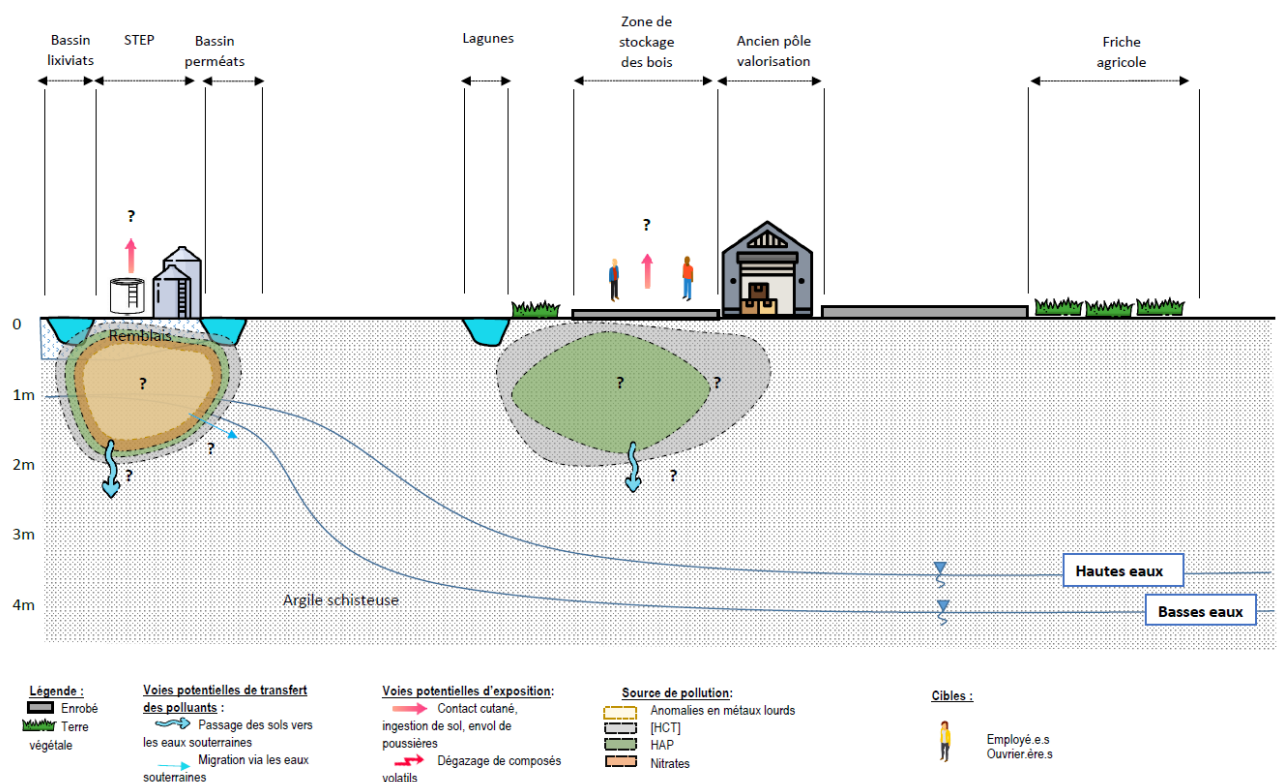 Bassin
lixiviats
STEP
Bassin
perméats
Lagunes
Zone de
stockage
des bois
Ancien pôle
valorisation
Friche
agricole
?
?
0
Remblais
?
1m
?
?
?
2m
?
?
3m
Hautes eaux
Argile schisteuse
4m
Basses eaux
Légende :
Enrobé
Terre
végétale
Voies potentielles de transfert
des polluants :
Passage des sols vers
les eaux souterraines
Migration via les eaux
souterraines
Voies potentielles d'exposition:
Contact cutané,
ingestion de sol, envol de
poussières
Dégazage de composés
volatils
Source de pollution:
Anomalies en métaux lourds
[HCT]
HAP
Nitrates
Cibles :
Employé.e.s
Ouvrier.ère.s